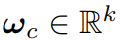 𝝎_c ∈ ℝ^k